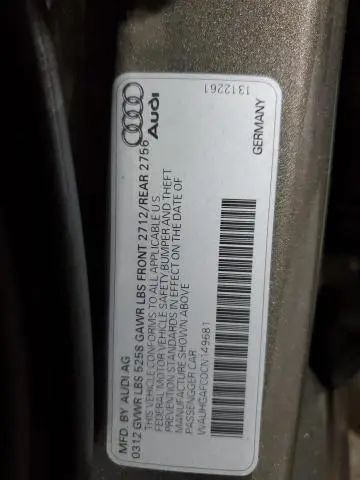 Audi
1312261
GERMANY
MFD. BY AUDI AG
0312 GVWR LBS 5258 GAWR LBS FRONT 2712/REAR 2756
THIS VEHICLE CONFORMS TO ALL APPLICABLE U S
FEDERAL MOTOR VEHICLE SAFETY BUMPER AND THEFT
PREVENTION STANDARDS IN EFFECT ON THE DATE OF
MANUFACTURE SHOWN ABOVE
PASSENGER CAR
WAUHGAFC0CN149681